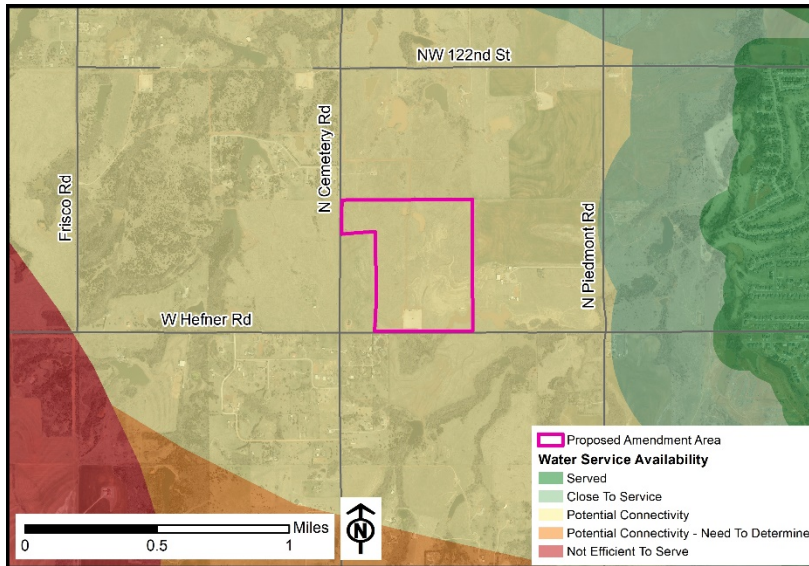 NW 122nd St
N Cemetery Rd
Frisco Rd
N Piedmont Rd
W Hefner Rd
Proposed Amendment Area
Water Service Availability
Served
Close To Service
Potential Connectivity
Potential Connectivity - Need To Determine
Not Efficient To Serve
Miles
0 0.5 1
N